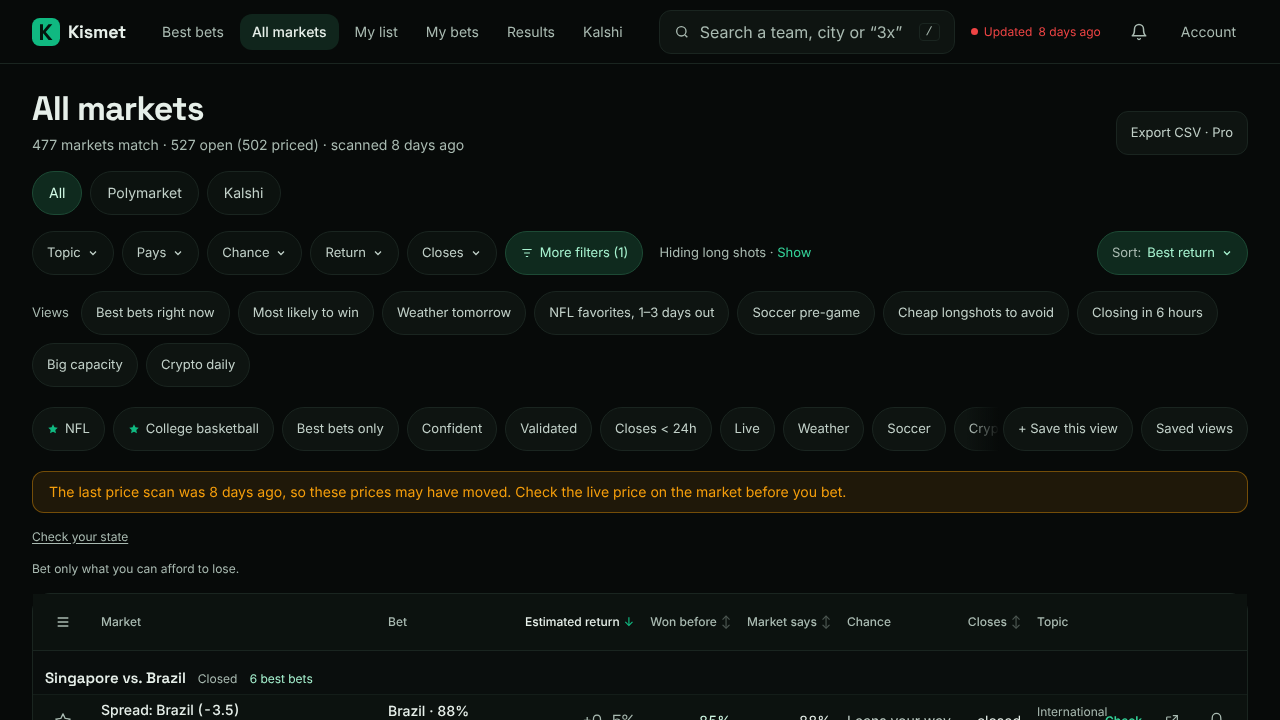 Kismet Best bets All markets My list My bets Results Kalshi Search a team, city or “3x” / Updated 8 days ago Account
All markets
477 markets match · 527 open (502 priced) · scanned 8 days ago
Export CSV · Pro
All Polymarket Kalshi
Topic Pays Chance Return Closes More filters (1) Hiding long shots · Show Sort: Best return
Views Best bets right now Most likely to win Weather tomorrow NFL favorites, 1–3 days out Soccer pre-game Cheap longshots to avoid Closing in 6 hours
Big capacity Crypto daily
NFL College basketball Best bets only Confident Validated Closes < 24h Live Weather Soccer + Save this view Saved views
The last price scan was 8 days ago, so these prices may have moved. Check the live price on the market before you bet.
Check your state
Bet only what you can afford to lose.
Market Bet Estimated return ↓ Won before Market says Chance Closes Topic
Singapore vs. Brazil Closed 6 best bets
Spread: Brazil (-3.5) Brazil · 88% 85% 88% closed International